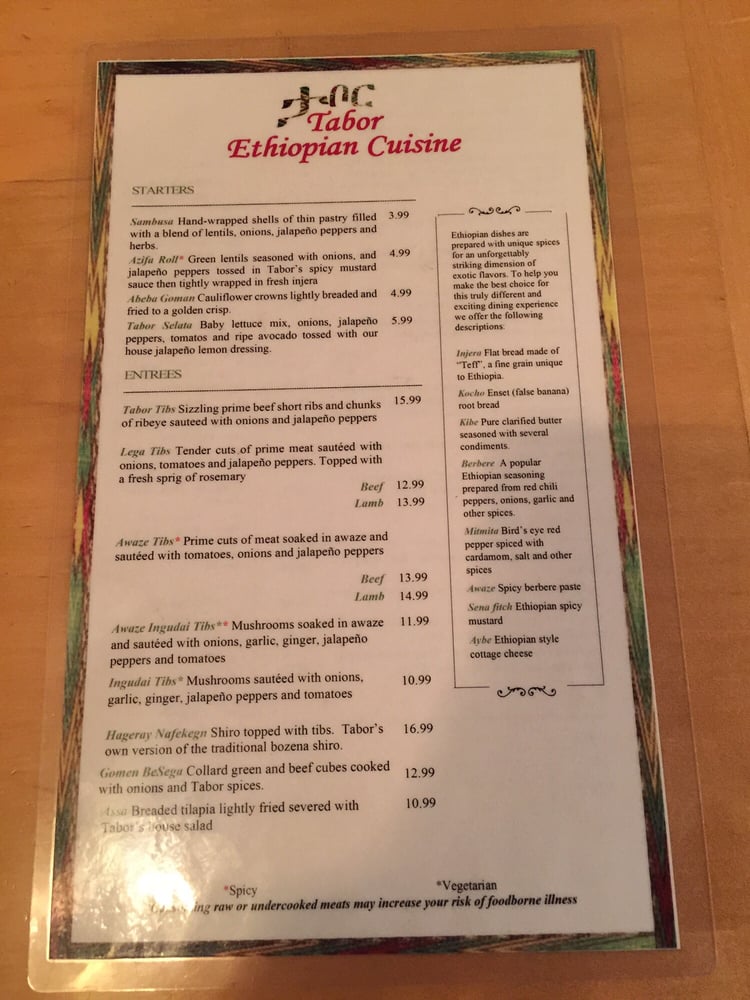 ታቦር
Tabor
Ethiopian Cuisine
STARTERS
Sambusa Hand-wrapped shells of thin pastry filled 3.99
with a blend of lentils, onions, jalapeño peppers and
herbs.
Azifa Roll* Green lentils seasoned with onions, and 4.99
jalapeño peppers tossed in Tabor's spicy mustard
sauce then tightly wrapped in fresh injera
Abeba Goman Cauliflower crowns lightly breaded and 4.99
fried to a golden crisp.
Tabor Selata Baby lettuce mix, onions, jalapeño 5.99
peppers, tomatos and ripe avocado tossed with our
house jalapeño lemon dressing.
ENTREES
Tabor Tibs Sizzling prime beef short ribs and chunks 15.99
of ribeye sauteed with onions and jalapeño peppers
Lega Tibs Tender cuts of prime meat sautéed with
onions, tomatoes and jalapeño peppers. Topped with
a fresh sprig of rosemary
Beef 12.99
Lamb 13.99
Awaze Tibs* Prime cuts of meat soaked in awaze and
sautéed with tomatoes, onions and jalapeño peppers
Beef 13.99
Lamb 14.99
Awaze Ingudai Tibs** Mushrooms soaked in awaze 11.99
and sautéed with onions, garlic, ginger, jalapeño
peppers and tomatoes
Ingudai Tibs* Mushrooms sautéed with onions, 10.99
garlic, ginger, jalapeño peppers and tomatoes
Hageray Nafekegn Shiro topped with tibs. Tabor's 16.99
own version of the traditional bozena shiro.
Gomen BeSega Collard green and beef cubes cooked 12.99
with onions and Tabor spices.
Assa Breaded tilapia lightly fried severed with 10.99
Tabor's house salad
Ethiopian dishes are
prepared with unique spices
for an unforgettably
striking dimension of
exotic flavors. To help you
make the best choice for
this truly different and
exciting dining experience
we offer the following
descriptions:
Injera Flat bread made of
"Teff", a fine grain unique
to Ethiopia.
Kocho Enset (false banana)
root bread
Kibe Pure clarified butter
seasoned with several
condiments.
Berbere A popular
Ethiopian seasoning
prepared from red chili
peppers, onions, garlic and
other spices.
Mitmita Bird's eye red
pepper spiced with
cardamom, salt and other
spices
Awaze Spicy berbere paste
Sena fitch Ethiopian spicy
mustard
Aybe Ethiopian style
cottage cheese
*Spicy *Vegetarian
raw or undercooked meats may increase your risk of foodborne illness